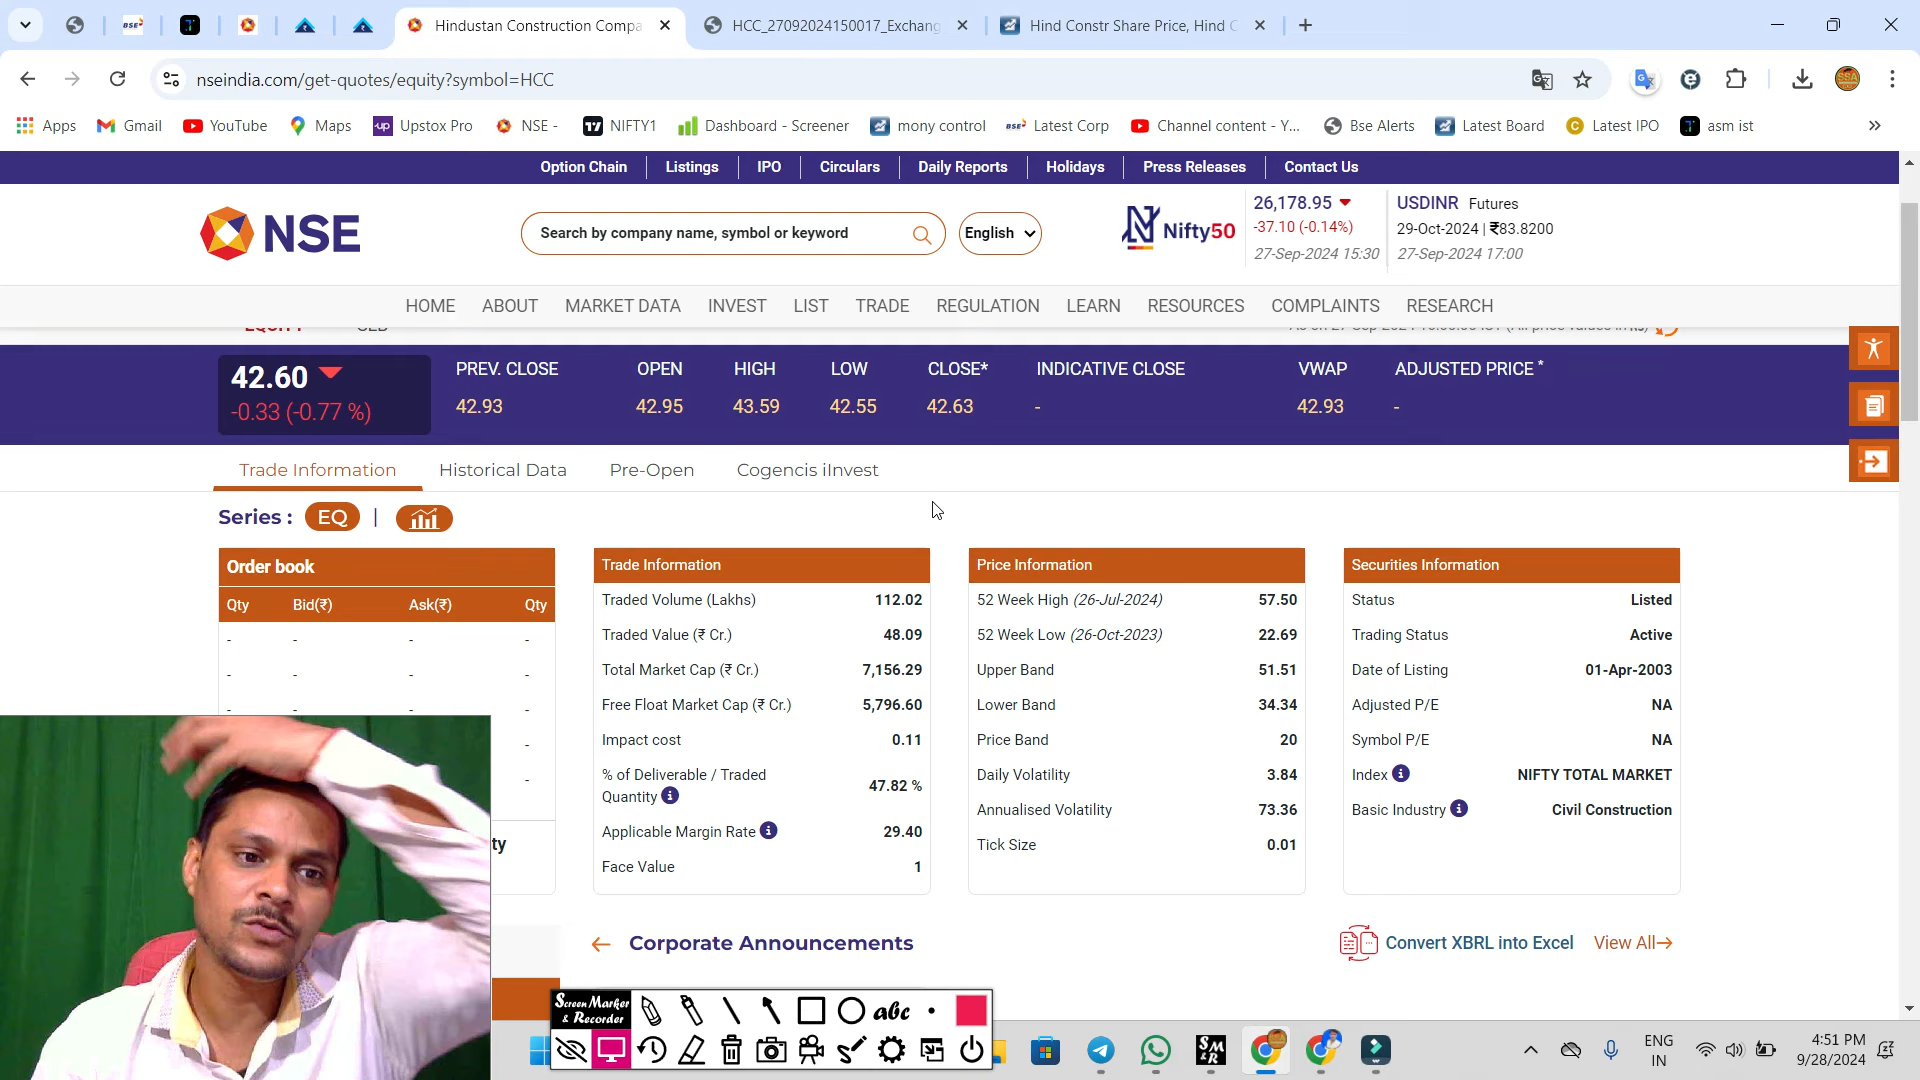 Hindustan Construction Compa
HCC_27092024150017_Exchang
Hind Constr Share Price, Hind C
nseindia.com/get-quotes/equity?symbol=HCC
Apps
Gmail
YouTube
Maps
up Upstox Pro
NSE -
NIFTY1
Dashboard - Screener
mony control
BSE Latest Corp
Channel content - Y...
Bse Alerts
Latest Board
Latest IPO
asm ist
Option Chain
Listings
IPO
Circulars
Daily Reports
Holidays
Press Releases
Contact Us
NSE
Search by company name, symbol or keyword
English
Nifty50
26,178.95
-37.10 (-0.14%)
27-Sep-2024 15:30
USDINR Futures
29-Oct-2024 | ₹83.8200
27-Sep-2024 17:00
HOME
ABOUT
MARKET DATA
INVEST
LIST
TRADE
REGULATION
LEARN
RESOURCES
COMPLAINTS
RESEARCH
42.60
-0.33 (-0.77 %)
PREV. CLOSE
OPEN
HIGH
LOW
CLOSE*
INDICATIVE CLOSE
VWAP
ADJUSTED PRICE *
42.93
42.95
43.59
42.55
42.63
-
42.93
-
Trade Information
Historical Data
Pre-Open
Cogencis iInvest
Series : EQ |
Order book
Qty Bid(₹) Ask(₹) Qty
- - - -
- - - -
- - - -
-
-
ty
Trade Information
Traded Volume (Lakhs) 112.02
Traded Value (₹ Cr.) 48.09
Total Market Cap (₹ Cr.) 7,156.29
Free Float Market Cap (₹ Cr.) 5,796.60
Impact cost 0.11
% of Deliverable / Traded
Quantity 47.82 %
Applicable Margin Rate 29.40
Face Value 1
Price Information
52 Week High (26-Jul-2024) 57.50
52 Week Low (26-Oct-2023) 22.69
Upper Band 51.51
Lower Band 34.34
Price Band 20
Daily Volatility 3.84
Annualised Volatility 73.36
Tick Size 0.01
Securities Information
Status Listed
Trading Status Active
Date of Listing 01-Apr-2003
Adjusted P/E NA
Symbol P/E NA
Index NIFTY TOTAL MARKET
Basic Industry Civil Construction
Corporate Announcements
Convert XBRL into Excel
View All
Screen Marker
& Recorder
abc
ENG
IN
4:51 PM
9/28/2024